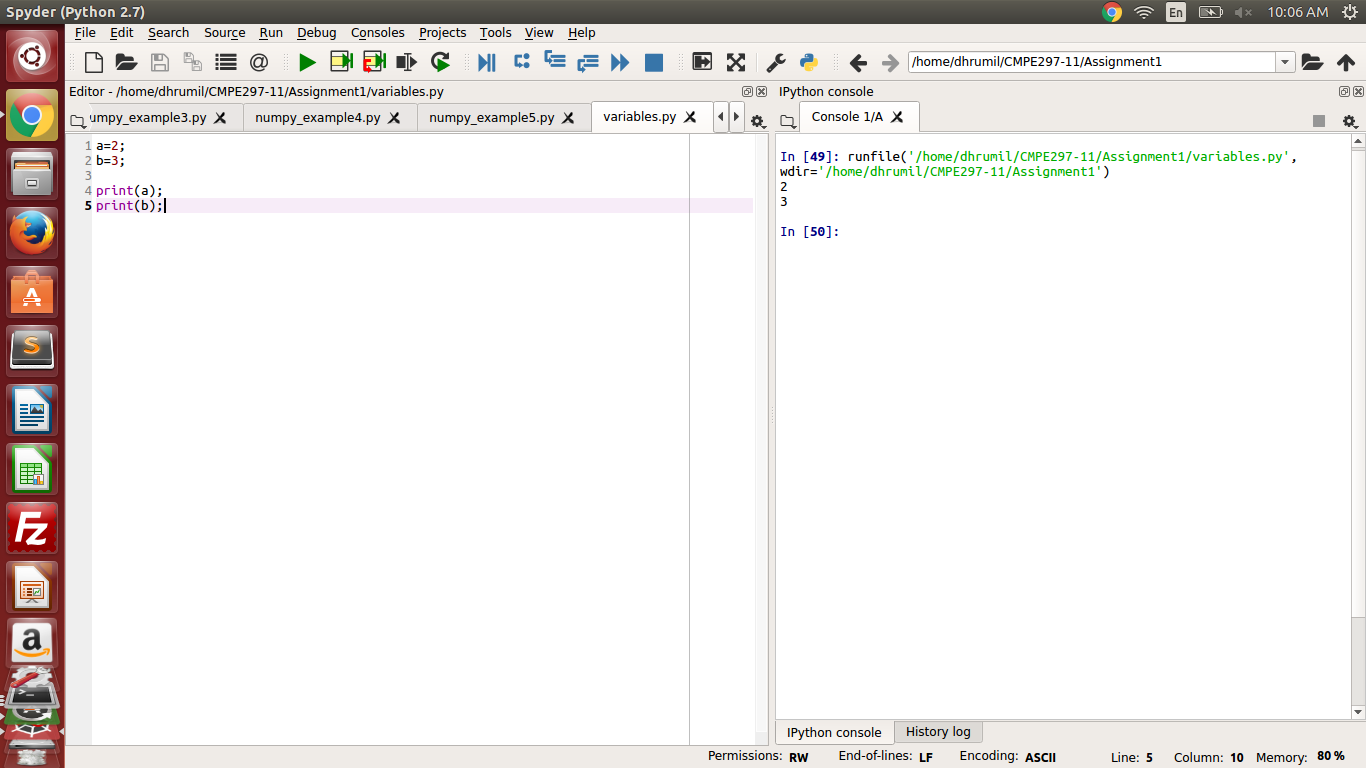 Spyder (Python 2.7)
En
10:06 AM
File Edit Search Source Run Debug Consoles Projects Tools View Help
@
/home/dhrumil/CMPE297-11/Assignment1
Editor - /home/dhrumil/CMPE297-11/Assignment1/variables.py
umpy_example3.py
numpy_example4.py
numpy_example5.py
variables.py
1 a=2;
2 b=3;
3
4 print(a);
5 print(b);
IPython console
Console 1/A
In [49]: runfile('/home/dhrumil/CMPE297-11/Assignment1/variables.py',
wdir='/home/dhrumil/CMPE297-11/Assignment1')
2
3
In [50]:
IPython console
History log
Permissions: RW End-of-lines: LF Encoding: ASCII Line: 5 Column: 10 Memory: 80 %
A
S
Fz
a